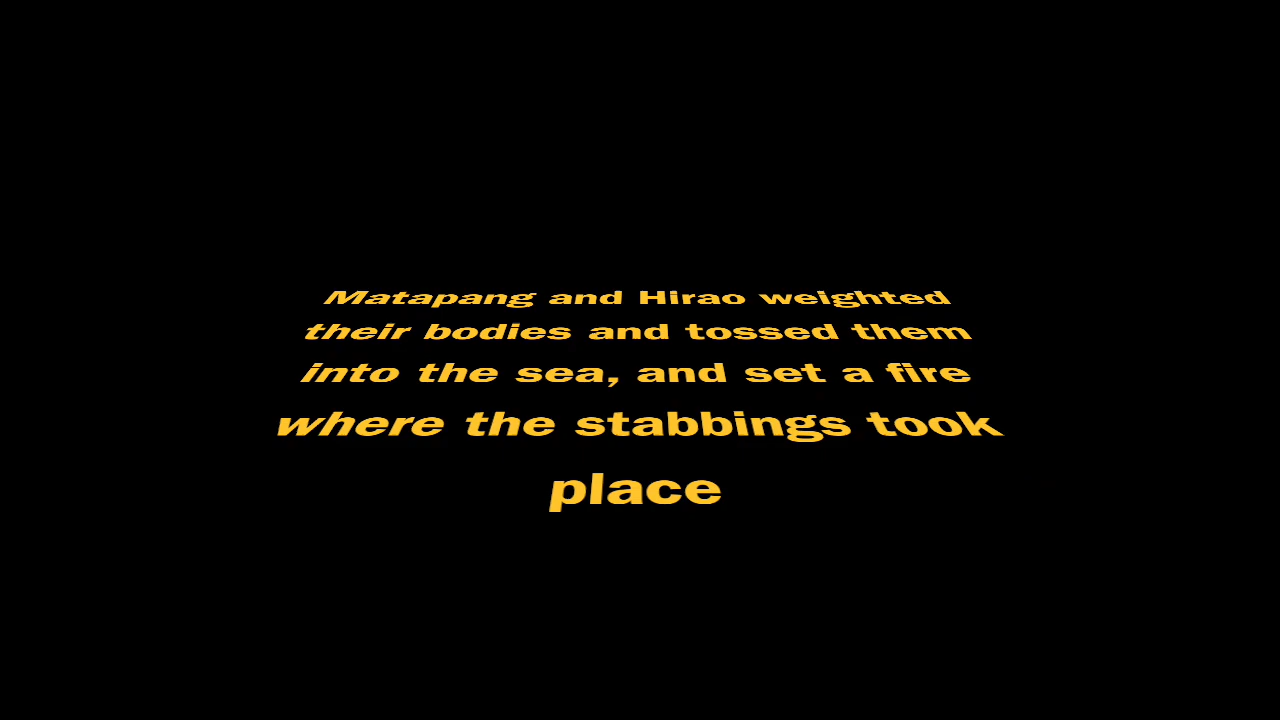 Matapang and Hirao weighted
their bodies and tossed them
into the sea, and set a fire
where the stabbings took
place